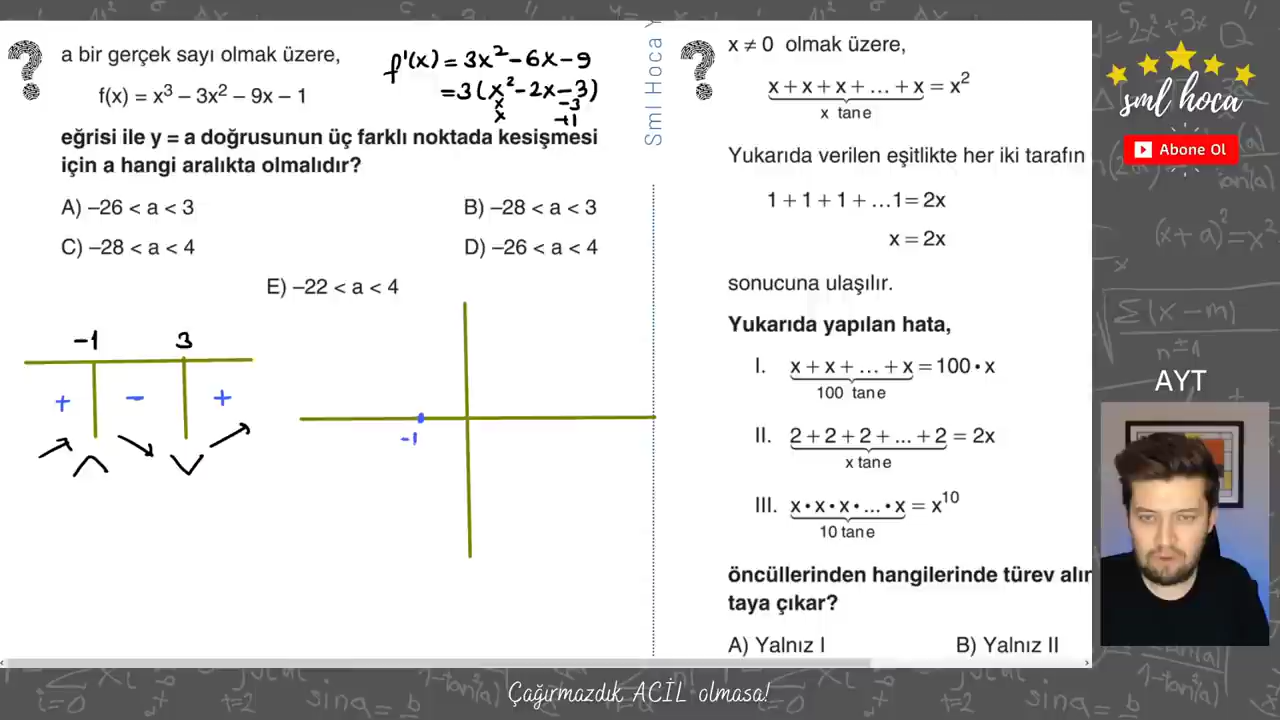 a bir gerçek sayı olmak üzere,
f(x) = x³ – 3x² – 9x – 1
f'(x) = 3x² – 6x – 9
= 3(x² – 2x – 3)
x -3
x +1
eğrisi ile y = a doğrusunun üç farklı noktada kesişmesi
için a hangi aralıkta olmalıdır?
A) –26 < a < 3
B) –28 < a < 3
C) –28 < a < 4
D) –26 < a < 4
E) –22 < a < 4
-1 3
+ - +
-1
Sml Hoca Y
x ≠ 0 olmak üzere,
x + x + x + ... + x = x²
x tane
Yukarıda verilen eşitlikte her iki tarafın
1 + 1 + 1 + ...1 = 2x
x = 2x
sonucuna ulaşılır.
Yukarıda yapılan hata,
I. x + x + ... + x = 100 • x
100 tane
II. 2 + 2 + 2 + ... + 2 = 2x
x tane
III. x • x • x • ... • x = x¹⁰
10 tane
öncüllerinden hangilerinde türev alır
taya çıkar?
A) Yalnız I
B) Yalnız II
sml hoca
Abone Ol
AYT
Çağırmazdık ACİL olmasa!